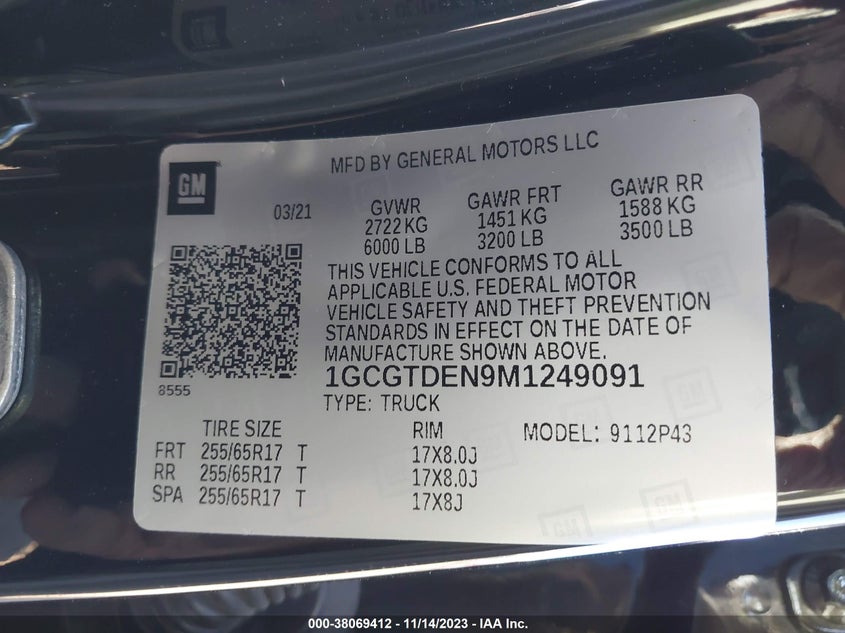 MFD BY GENERAL MOTORS LLC
GM
03/21
GVWR GAWR FRT GAWR RR
2722 KG 1451 KG 1588 KG
6000 LB 3200 LB 3500 LB
THIS VEHICLE CONFORMS TO ALL
APPLICABLE U.S. FEDERAL MOTOR
VEHICLE SAFETY AND THEFT PREVENTION
STANDARDS IN EFFECT ON THE DATE OF
MANUFACTURE SHOWN ABOVE.
8555
1GCGTDEN9M1249091
TYPE: TRUCK
TIRE SIZE RIM MODEL: 9112P43
FRT 255/65R17 T 17X8.0J
RR 255/65R17 T 17X8.0J
SPA 255/65R17 T 17X8J
000-38069412 - 11/14/2023 - IAA Inc.